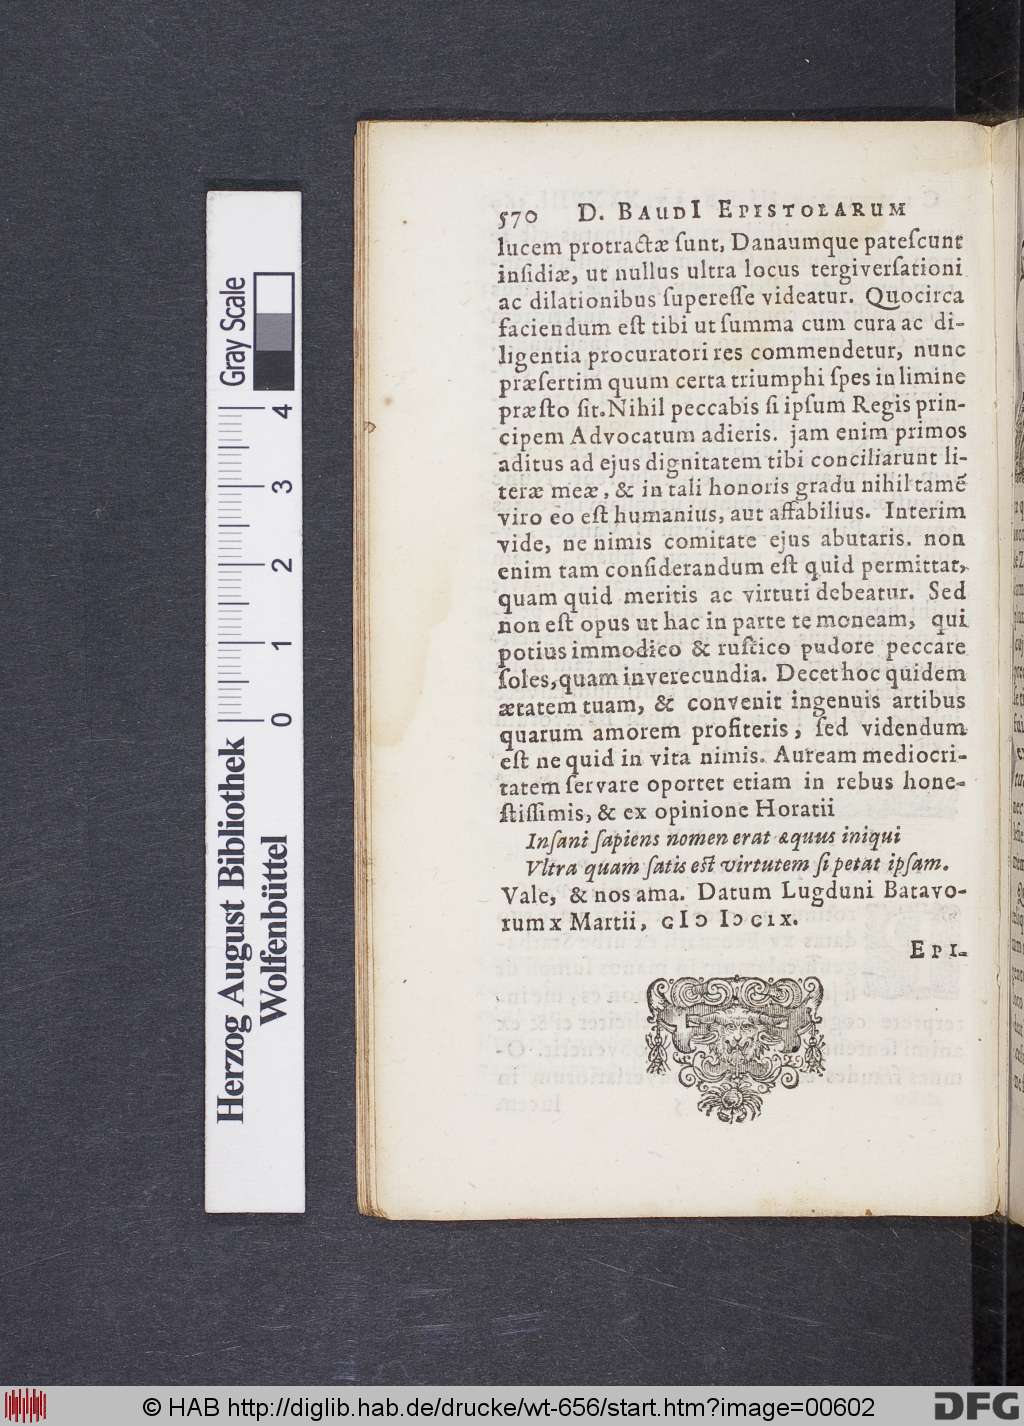 570 D. BAUDI EPISTOLARUM
lucem protractæ ſunt, Danaumque pateſcunt
inſidiæ, ut nullus ultra locus tergiverſationi
ac dilationibus ſupereſſe videatur. Quocirca
faciendum eſt tibi ut ſumma cum cura ac di-
ligentia procuratori res commendetur, nunc
præſertim quum certa triumphi ſpes in limine
præſto ſit. Nihil peccabis ſi ipſum Regis prin-
cipem Advocatum adieris. jam enim primos
aditus ad ejus dignitatem tibi conciliarunt li-
teræ meæ, & in tali honoris gradu nihil tamẽ
viro eo eſt humanius, aut affabilius. Interim
vide, ne nimis comitate ejus abutaris. non
enim tam conſiderandum eſt quid permittat,
quam quid meritis ac virtuti debeatur. Sed
non eſt opus ut hac in parte te moneam, qui
potius immodico & ruſtico pudore peccare
ſoles, quam inverecundia. Decet hoc quidem
ætatem tuam, & convenit ingenuis artibus
quarum amorem profiteris, ſed videndum
eſt ne quid in vita nimis. Auream mediocri-
tatem ſervare oportet etiam in rebus hone-
ſtiſſimis, & ex opinione Horatii
Inſani ſapiens nomen erat æquus iniqui
Vltra quam ſatis eſt virtutem ſi petat ipſam.
Vale, & nos ama. Datum Lugduni Batavo-
rum x Martii, CIↃ IↃ CIX.
EPI-
Herzog August Bibliothek
Wolfenbüttel
0 1 2 3 4
Gray Scale
© HAB http://diglib.hab.de/drucke/wt-656/start.htm?image=00602
DFG